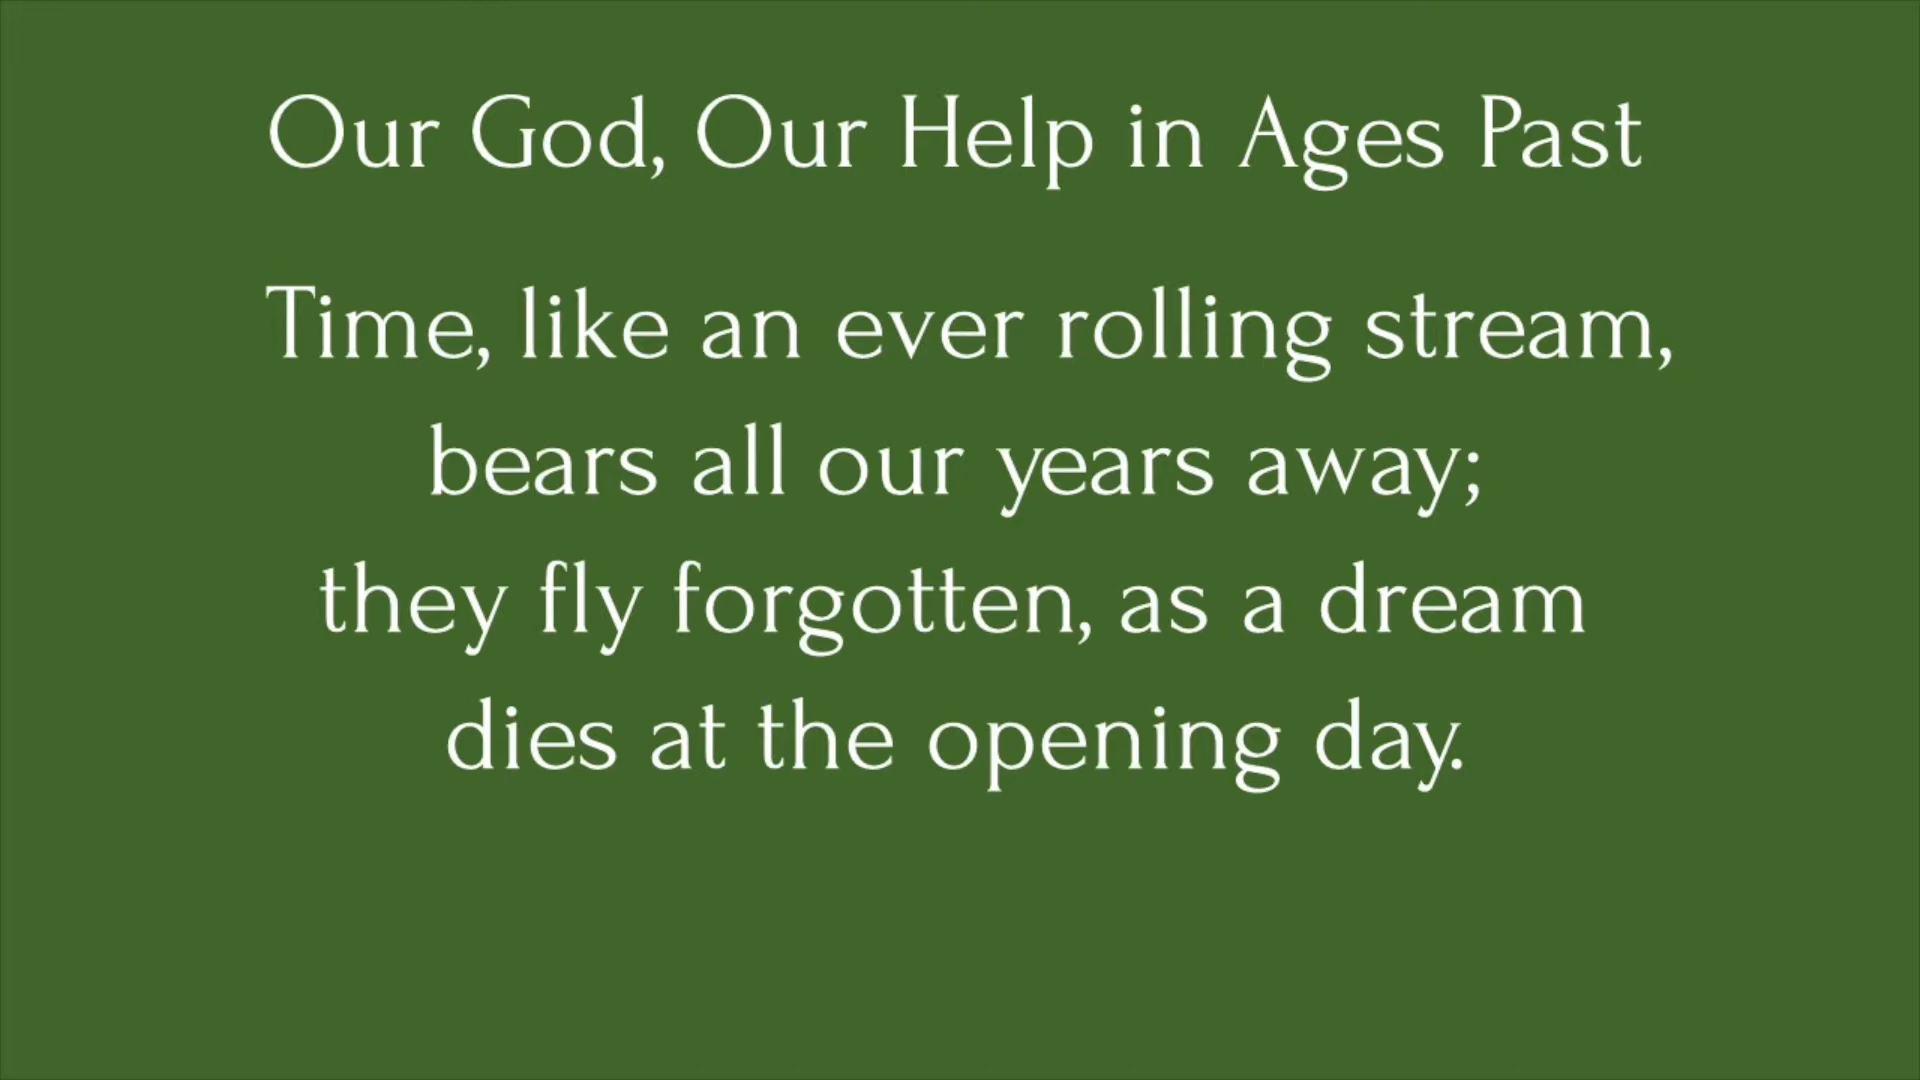 Our God, Our Help in Ages Past
Time, like an ever rolling stream,
bears all our years away;
they fly forgotten, as a dream
dies at the opening day.